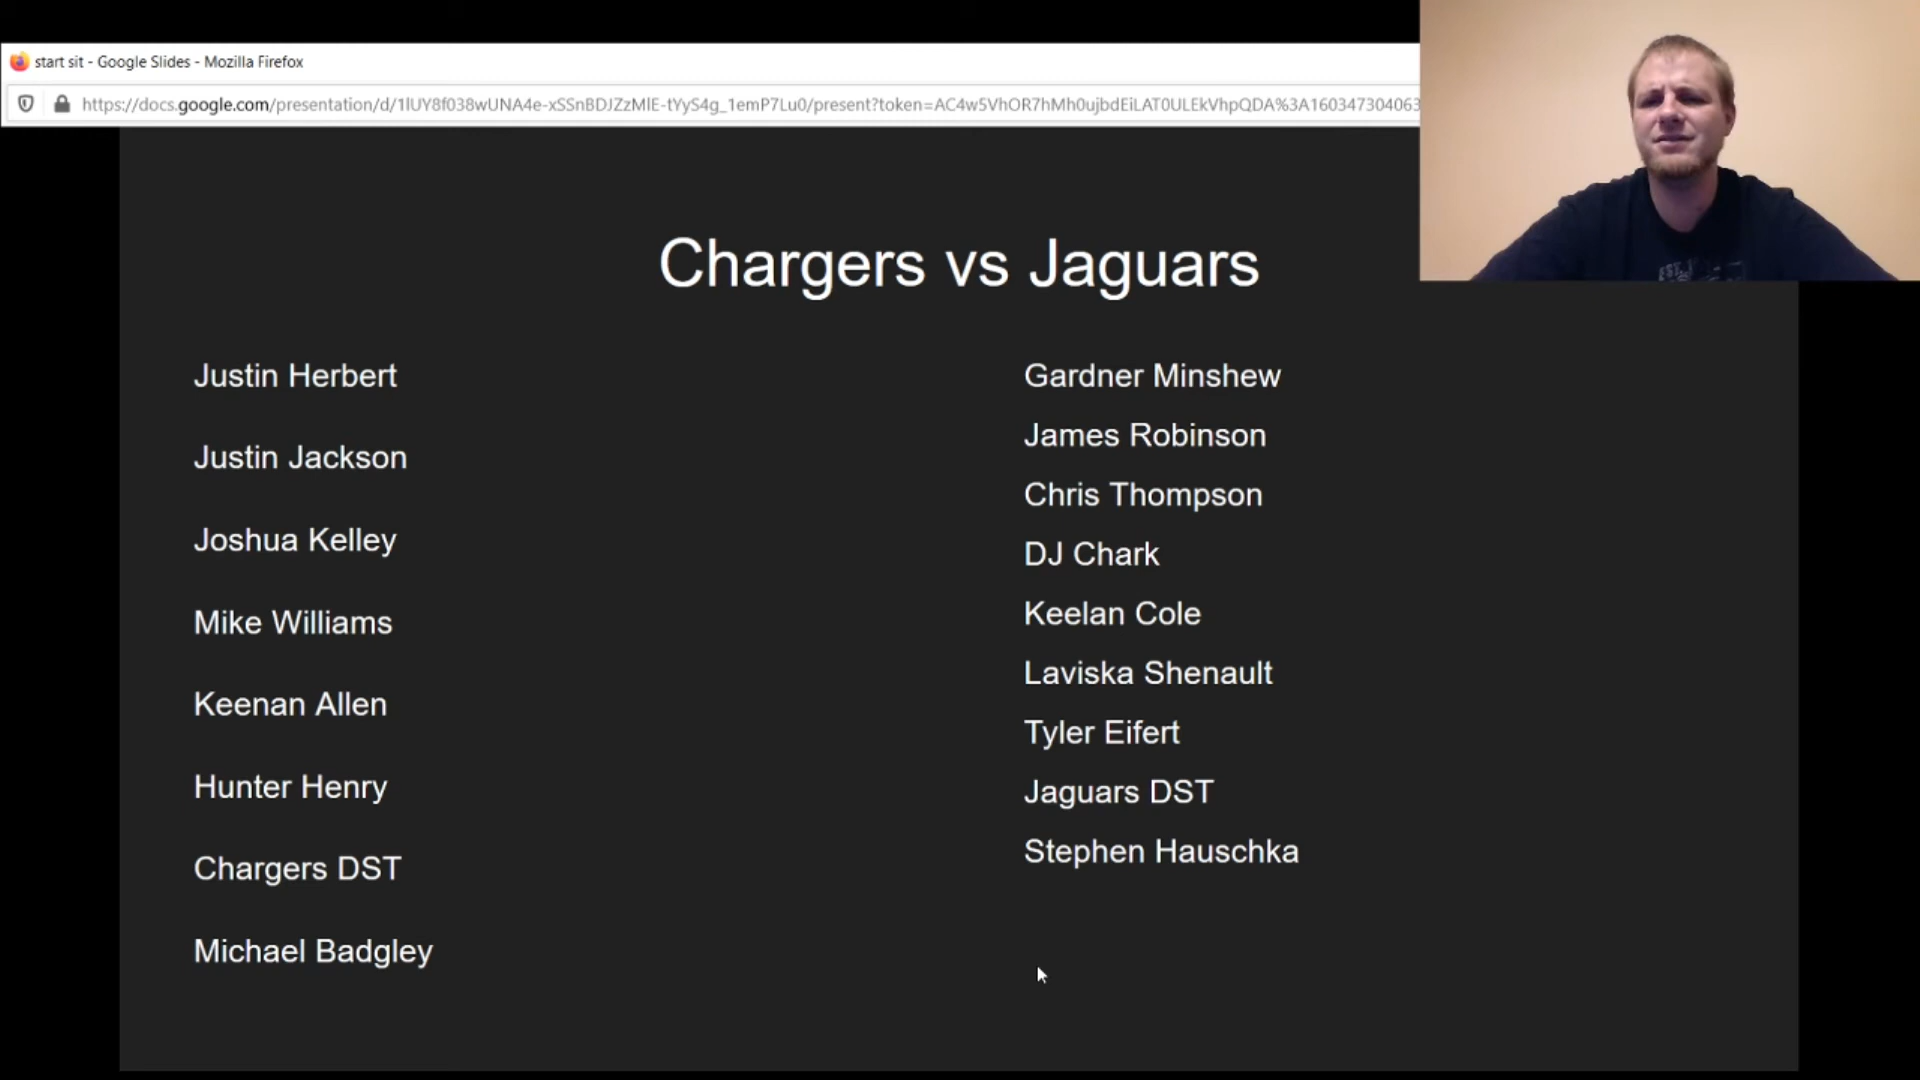 start sit - Google Slides - Mozilla Firefox
https://docs.google.com/presentation/d/1lUY8f038wUNA4e-xSSnBDJZzMlE-tYyS4g_1emP7Lu0/present?token=AC4w5VhOR7hMh0ujbdEiLAT0ULEkVhpQDA%3A160347304063
Chargers vs Jaguars
Justin Herbert
Justin Jackson
Joshua Kelley
Mike Williams
Keenan Allen
Hunter Henry
Chargers DST
Michael Badgley
Gardner Minshew
James Robinson
Chris Thompson
DJ Chark
Keelan Cole
Laviska Shenault
Tyler Eifert
Jaguars DST
Stephen Hauschka
EST.